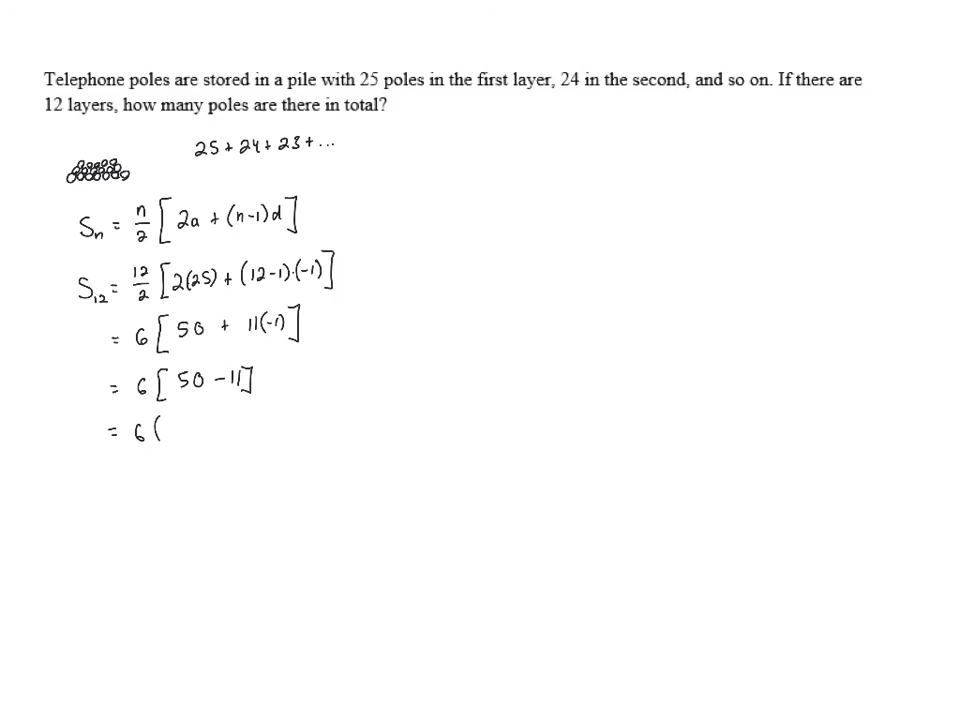 Telephone poles are stored in a pile with 25 poles in the first layer, 24 in the second, and so on. If there are
12 layers, how many poles are there in total?
25 + 24 + 23 + ...
Sₙ = n/2 [2a + (n-1)d]
S₁₂ = 12/2 [2(25) + (12-1)·(-1)]
= 6[50 + 11(-1)]
= 6[50 - 11]
= 6(